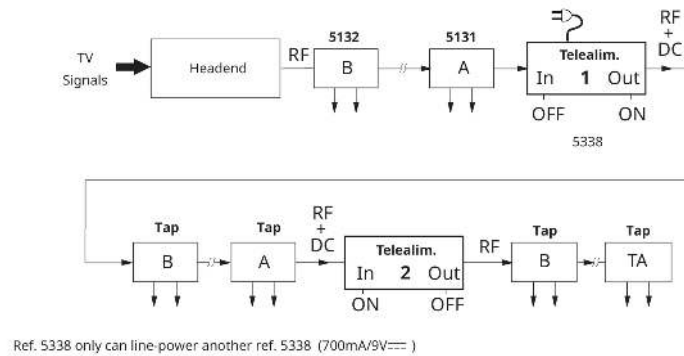 TV
Signals
Headend
RF
5132
B
5131
A
Telealim.
In 1 Out
OFF ON
5338
RF
+
DC
Tap
B
Tap
A
RF
+
DC
Telealim.
In 2 Out
ON OFF
RF
Tap
B
Tap
TA
Ref. 5338 only can line-power another ref. 5338 (700mA/9V⎓ )